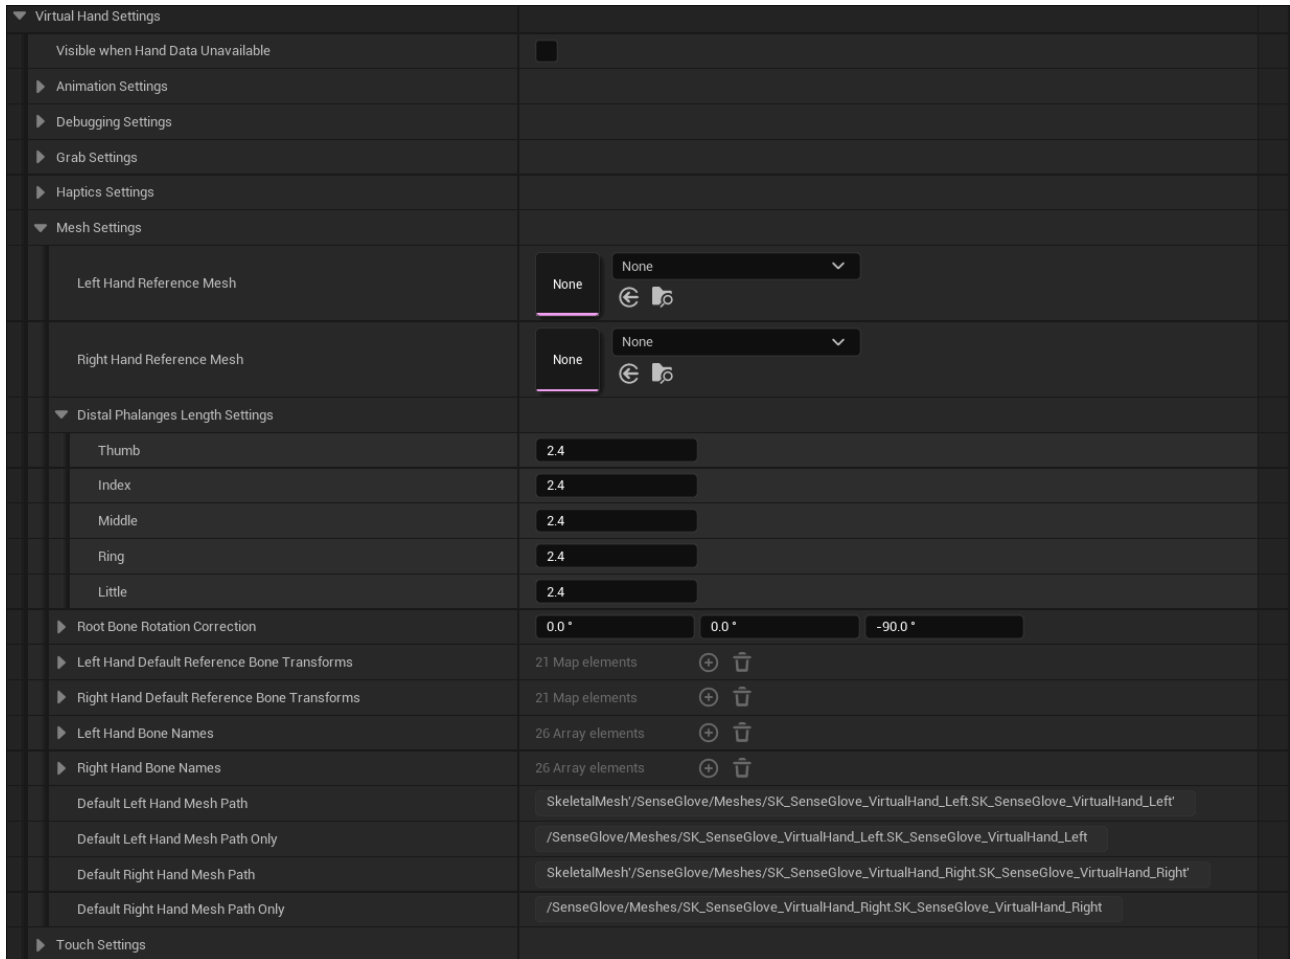 Virtual Hand Settings
Visible when Hand Data Unavailable
Animation Settings
Debugging Settings
Grab Settings
Haptics Settings
Mesh Settings
Left Hand Reference Mesh
None
None
Right Hand Reference Mesh
None
None
Distal Phalanges Length Settings
Thumb 2.4
Index 2.4
Middle 2.4
Ring 2.4
Little 2.4
Root Bone Rotation Correction 0.0 ° 0.0 ° -90.0 °
Left Hand Default Reference Bone Transforms 21 Map elements
Right Hand Default Reference Bone Transforms 21 Map elements
Left Hand Bone Names 26 Array elements
Right Hand Bone Names 26 Array elements
Default Left Hand Mesh Path SkeletalMesh'/SenseGlove/Meshes/SK_SenseGlove_VirtualHand_Left.SK_SenseGlove_VirtualHand_Left'
Default Left Hand Mesh Path Only /SenseGlove/Meshes/SK_SenseGlove_VirtualHand_Left.SK_SenseGlove_VirtualHand_Left
Default Right Hand Mesh Path SkeletalMesh'/SenseGlove/Meshes/SK_SenseGlove_VirtualHand_Right.SK_SenseGlove_VirtualHand_Right'
Default Right Hand Mesh Path Only /SenseGlove/Meshes/SK_SenseGlove_VirtualHand_Right.SK_SenseGlove_VirtualHand_Right
Touch Settings